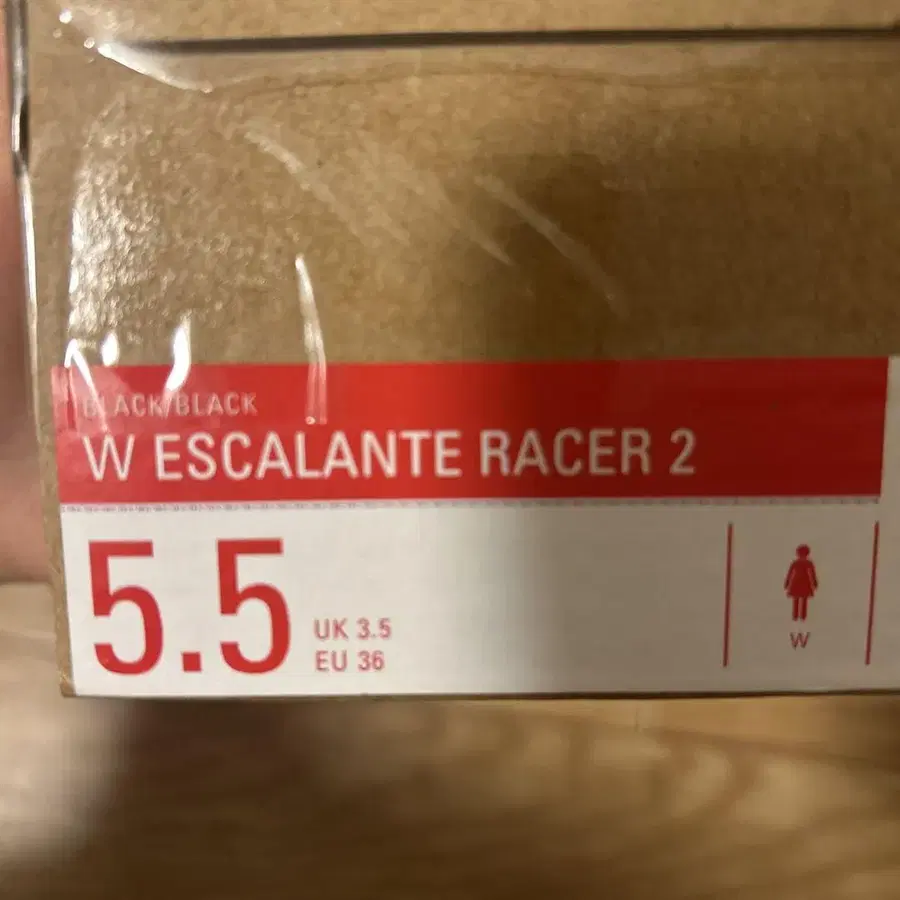 BLACK/BLACK
W ESCALANTE RACER 2
5.5
UK 3.5
EU 36
W